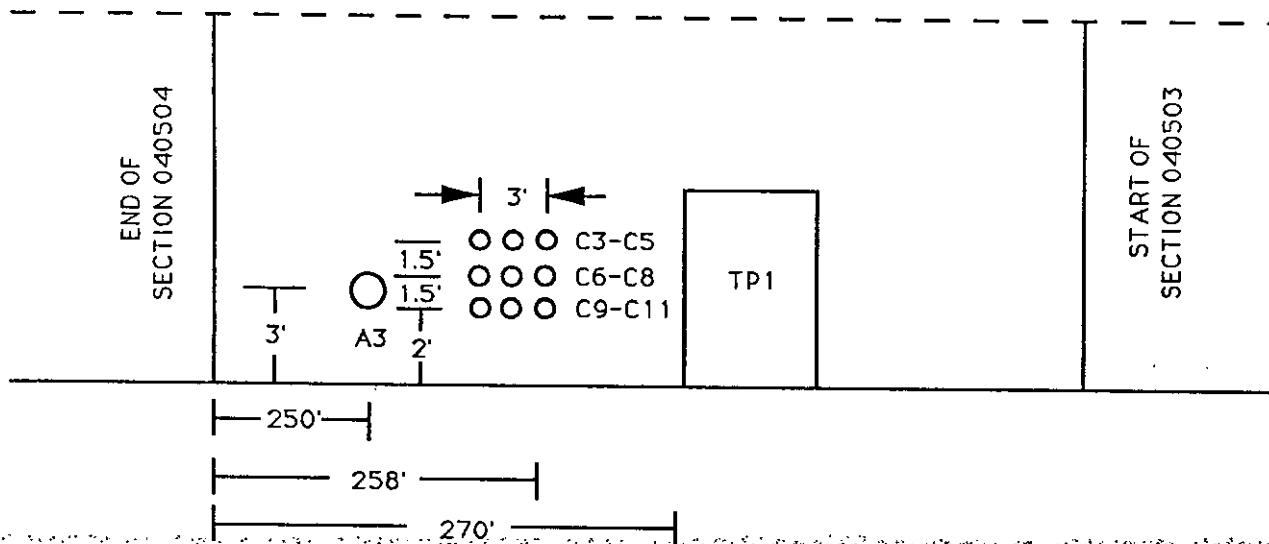 END OF
SECTION 040504
START OF
SECTION 040503
3'
C3-C5
1.5'
C6-C8
TP1
1.5'
C9-C11
3'
A3
2'
250'
258'
270'